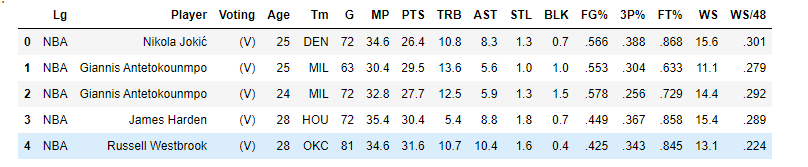 Lg Player Voting Age Tm G MP PTS TRB AST STL BLK FG% 3P% FT% WS WS/48
0 NBA Nikola Jokić (V) 25 DEN 72 34.6 26.4 10.8 8.3 1.3 0.7 .566 .388 .868 15.6 .301
1 NBA Giannis Antetokounmpo (V) 25 MIL 63 30.4 29.5 13.6 5.6 1.0 1.0 .553 .304 .633 11.1 .279
2 NBA Giannis Antetokounmpo (V) 24 MIL 72 32.8 27.7 12.5 5.9 1.3 1.5 .578 .256 .729 14.4 .292
3 NBA James Harden (V) 28 HOU 72 35.4 30.4 5.4 8.8 1.8 0.7 .449 .367 .858 15.4 .289
4 NBA Russell Westbrook (V) 28 OKC 81 34.6 31.6 10.7 10.4 1.6 0.4 .425 .343 .845 13.1 .224